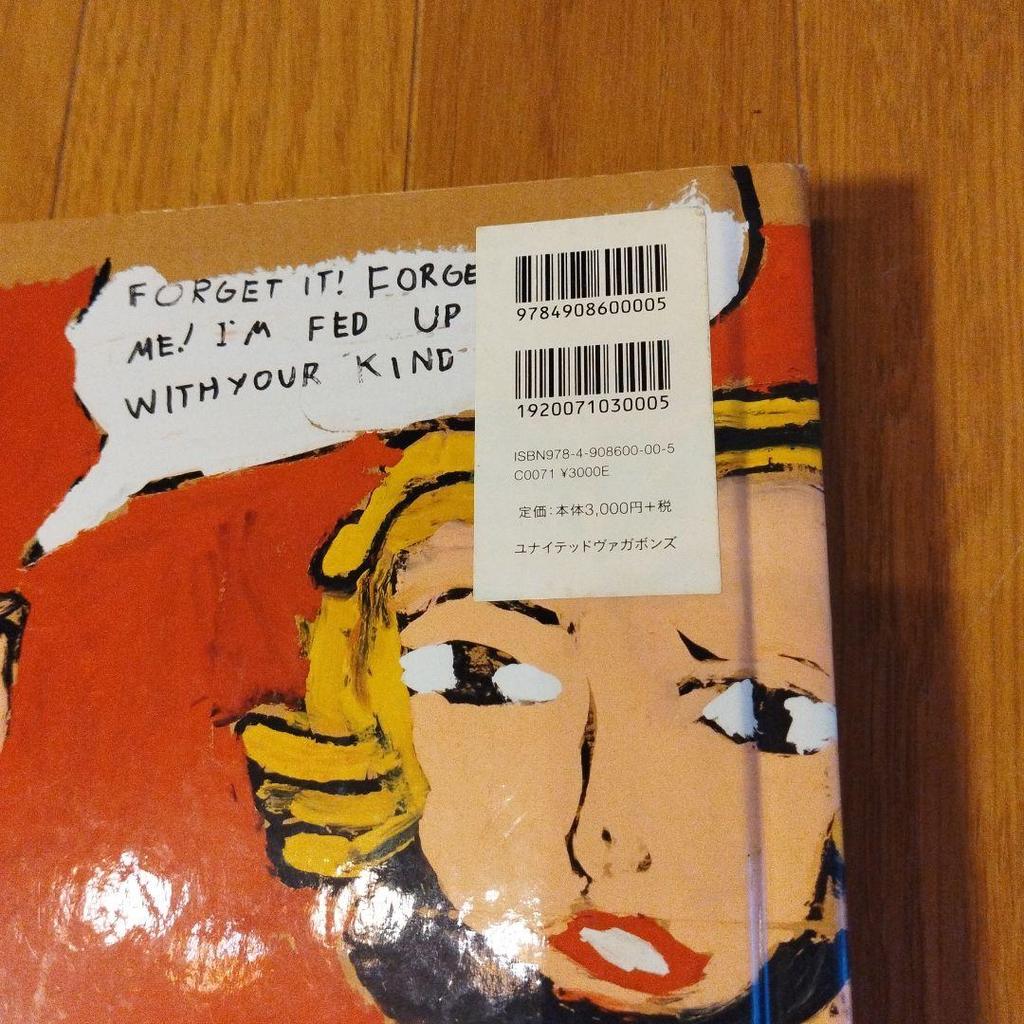 FORGET IT! FORGE
ME! I'M FED UP
WITH YOUR KIND
9784908600005
1920071030005
ISBN978-4-908600-00-5
C0071 ¥3000E
定価:本体3,000円+税
ユナイテッドヴァガボンズ